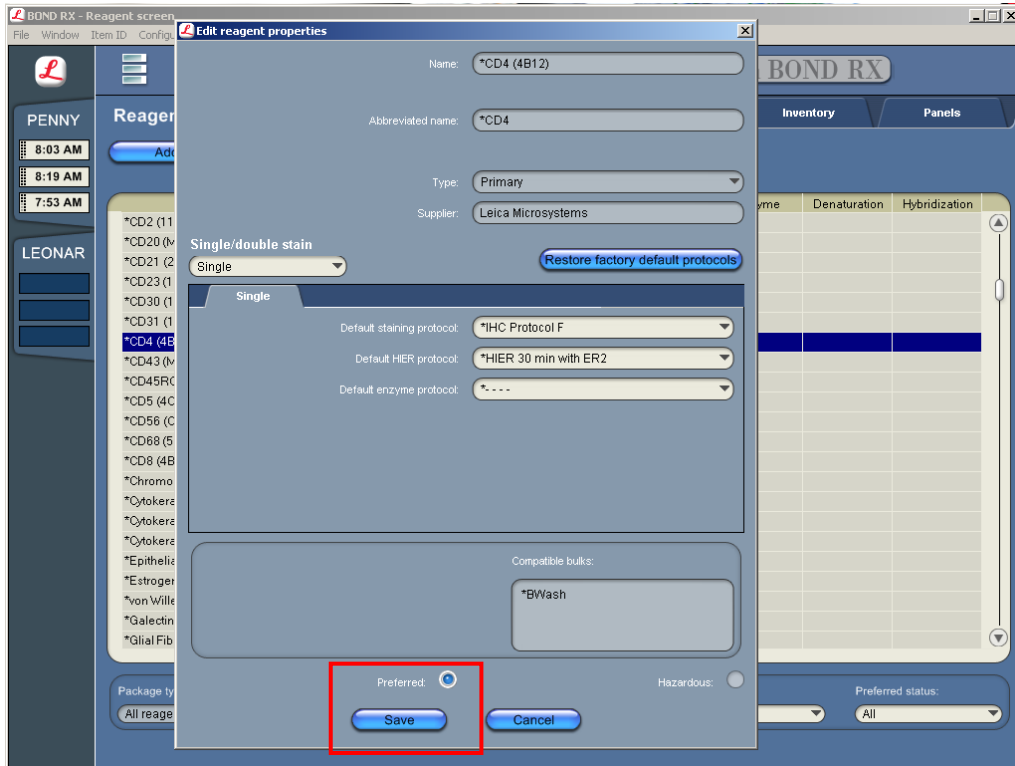 BOND RX - Reagent screen
File Window Item ID Configu
Edit reagent properties
BOND RX
PENNY
8:03 AM
8:19 AM
7:53 AM
LEONAR
Reagen
Add
Inventory
Panels
yme Denaturation Hybridization
*CD2 (11
*CD20 (M
*CD21 (2
*CD23 (1
*CD30 (1
*CD31 (1
*CD4 (4B
*CD43 (M
*CD45RO
*CD5 (4C
*CD56 (C
*CD68 (5
*CD8 (4B
*Chromo
*Cytokera
*Cytokera
*Cytokera
*Epithelia
*Estroger
*von Wille
*Galectin
*Glial Fib
Package ty
All reage
Preferred status:
All
Name: *CD4 (4B12)
Abbreviated name: *CD4
Type: Primary
Supplier: Leica Microsystems
Single/double stain
Single
Restore factory default protocols
Single
Default staining protocol: *IHC Protocol F
Default HIER protocol: *HIER 30 min with ER2
Default enzyme protocol: *- - - -
Compatible bulks:
*BWash
Preferred:
Hazardous:
Save
Cancel